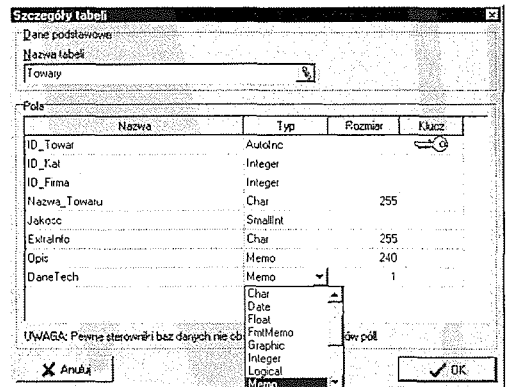 Szczegóły tabeli
Dane podstawowe
Nazwa tabeli
Towary
Pola
Nazwa Typ Rozmiar Klucz
ID_Towar AutoInc
ID_Kat Integer
ID_Firma Integer
Nazwa_Towaru Char 255
Jakosc SmallInt
ExtraInfo Char 255
Opis Memo 240
DaneTech Memo 1
Char
Date
Float
FmtMemo
Graphic
Integer
Logical
Memo
UWAGA: Pewne sterowniki baz danych nie ob ów pól.
Anuluj OK